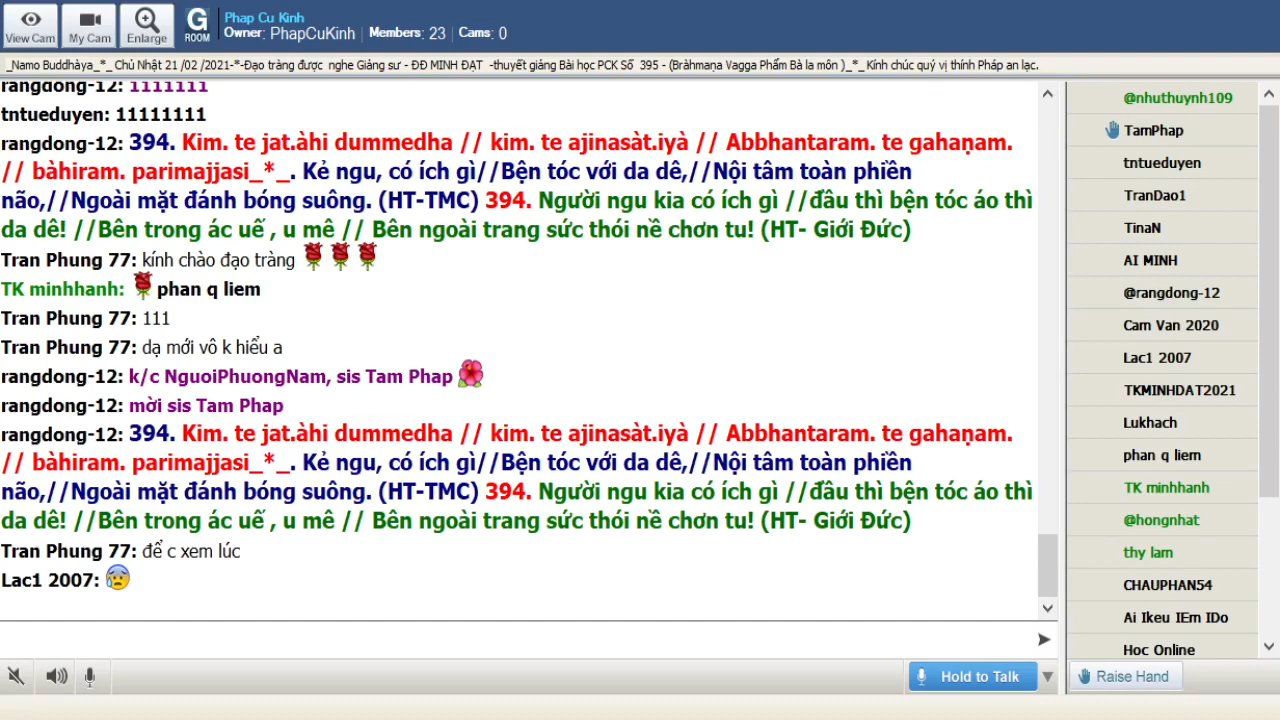 View Cam
My Cam
Enlarge
G
ROOM
Phap Cu Kinh
Owner: PhapCuKinh Members: 23 Cams: 0
_Namo Buddhàya_*_ Chủ Nhật 21 /02 /2021-*-Đạo tràng được nghe Giảng sư - ĐĐ MINH ĐẠT -thuyết giảng Bài học PCK Số 395 - (Bràhmaṇa Vagga Phẩm Bà la môn )_*_ Kính chúc quý vị thính Pháp an lạc.
rangdong-12: 1111111
tntueduyen: 11111111
rangdong-12: 394. Kim. te jat.àhi dummedha // kim. te ajinasàt.iyà // Abbhantaram. te gahaṇam.
// bàhiram. parimajjasi_*_. Kẻ ngu, có ích gì//Bện tóc với da dê,//Nội tâm toàn phiền
não,//Ngoài mặt đánh bóng suông. (HT-TMC) 394. Người ngu kia có ích gì //đầu thì bện tóc áo thì
da dê! //Bên trong ác uế , u mê // Bên ngoài trang sức thói nề chơn tu! (HT- Giới Đức)
Tran Phung 77: kính chào đạo tràng
TK minhhanh: phan q liem
Tran Phung 77: 111
Tran Phung 77: dạ mới vô k hiểu a
rangdong-12: k/c NguoiPhuongNam, sis Tam Phap
rangdong-12: mời sis Tam Phap
rangdong-12: 394. Kim. te jat.àhi dummedha // kim. te ajinasàt.iyà // Abbhantaram. te gahaṇam.
// bàhiram. parimajjasi_*_. Kẻ ngu, có ích gì//Bện tóc với da dê,//Nội tâm toàn phiền
não,//Ngoài mặt đánh bóng suông. (HT-TMC) 394. Người ngu kia có ích gì //đầu thì bện tóc áo thì
da dê! //Bên trong ác uế , u mê // Bên ngoài trang sức thói nề chơn tu! (HT- Giới Đức)
Tran Phung 77: để c xem lúc
Lac1 2007:
@nhuthuynh109
TamPhap
tntueduyen
TranDao1
TinaN
AI MINH
@rangdong-12
Cam Van 2020
Lac1 2007
TKMINHDAT2021
Lukhach
phan q liem
TK minhhanh
@hongnhat
thy lam
CHAUPHAN54
Ai Ikeu IEm IDo
Hoc Online
Hold to Talk
Raise Hand